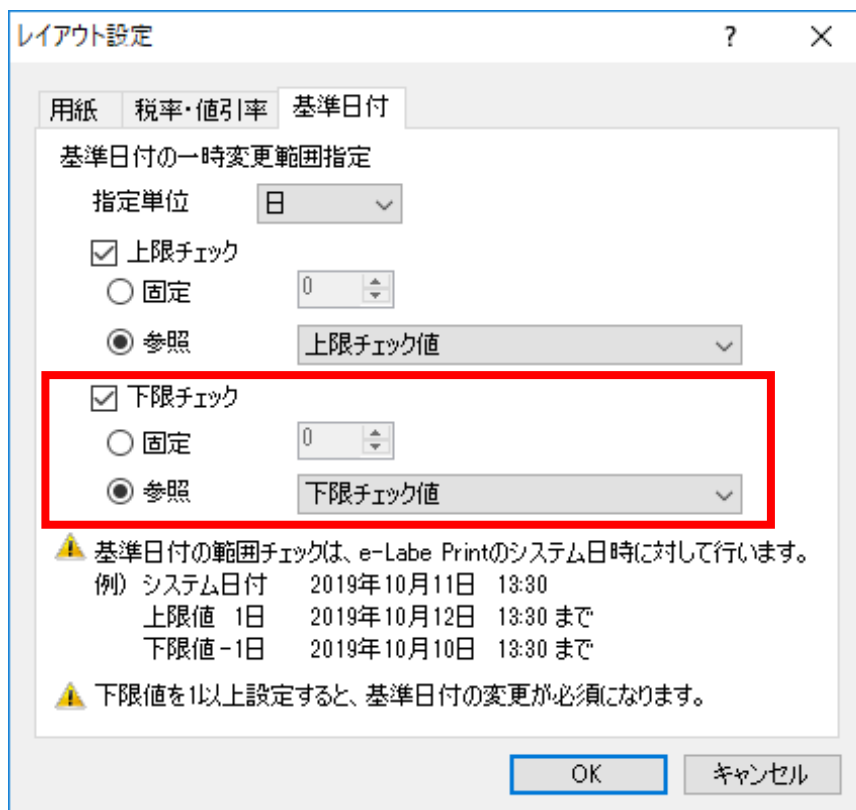 レイアウト設定 ?
用紙 税率・値引率 基準日付
基準日付の一時変更範囲指定
指定単位 日
上限チェック
固定 0
参照 上限チェック値
下限チェック
固定 0
参照 下限チェック値
基準日付の範囲チェックは、e-Labe Printのシステム日時に対して行います。
例) システム日付 2019年10月11日 13:30
上限値 1日 2019年10月12日 13:30 まで
下限値 -1日 2019年10月10日 13:30 まで
下限値を1以上設定すると、基準日付の変更が必須になります。
OK キャンセル